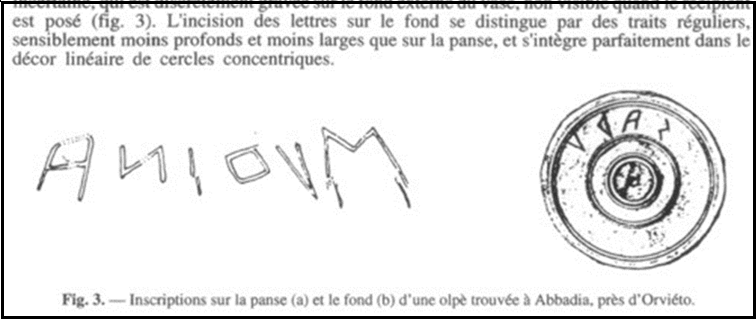 incertaine, qui est discrètement gravée sur le fond externe du vase, non visible quand le récipient
est posé (fig. 3). L'incision des lettres sur le fond se distingue par des traits réguliers,
sensiblement moins profonds et moins larges que sur la panse, et s'intègre parfaitement dans le
décor linéaire de cercles concentriques.
ANIOVM
Fig. 3. — Inscriptions sur la panse (a) et le fond (b) d'une olpè trouvée à Abbadia, près d'Orviéto.